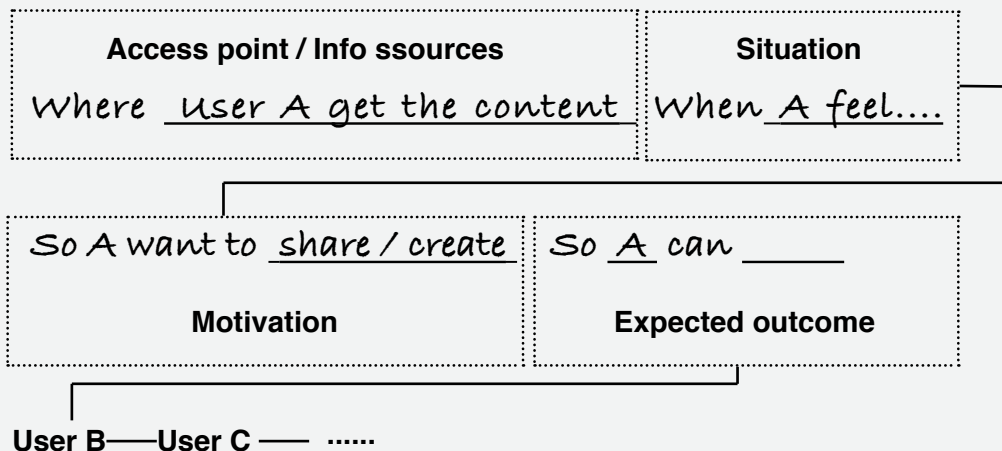 Access point / Info ssources
Where User A get the content
Situation
When A feel....
So A want to share / create
Motivation
So A can ______
Expected outcome
User B — User C — ......